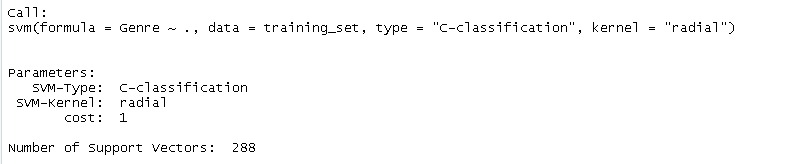 Call:
svm(formula = Genre ~ ., data = training_set, type = "C-classification", kernel = "radial")
Parameters:
SVM-Type: C-classification
SVM-Kernel: radial
cost: 1
Number of Support Vectors: 288